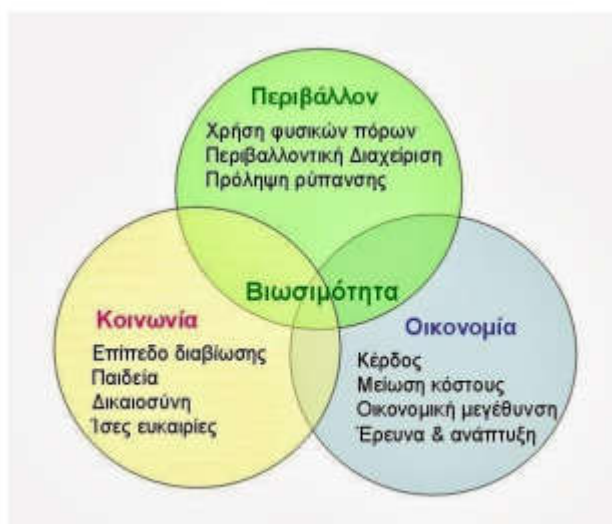 Περιβάλλον
Χρήση φυσικών πόρων
Περιβαλλοντική Διαχείριση
Πρόληψη ρύπανσης
Βιωσιμότητα
Κοινωνία
Επίπεδο διαβίωσης
Παιδεία
Δικαιοσύνη
Ίσες ευκαιρίες
Οικονομία
Κέρδος
Μείωση κόστους
Οικονομική μεγέθυνση
Έρευνα & ανάπτυξη